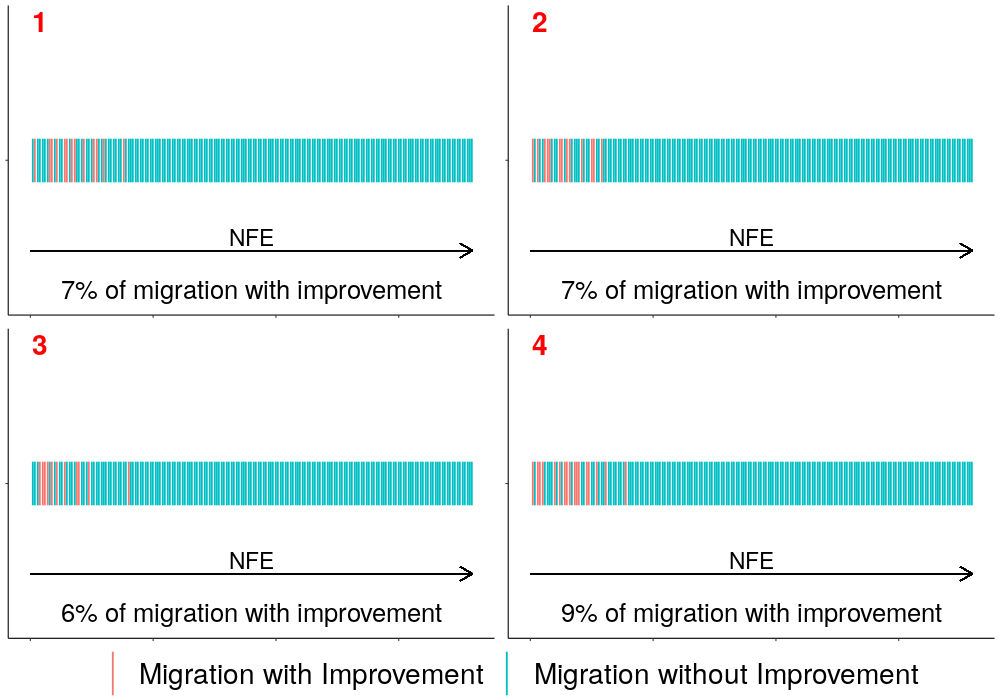 1
NFE
7% of migration with improvement
2
NFE
7% of migration with improvement
3
NFE
6% of migration with improvement
4
NFE
9% of migration with improvement
Migration with Improvement
Migration without Improvement